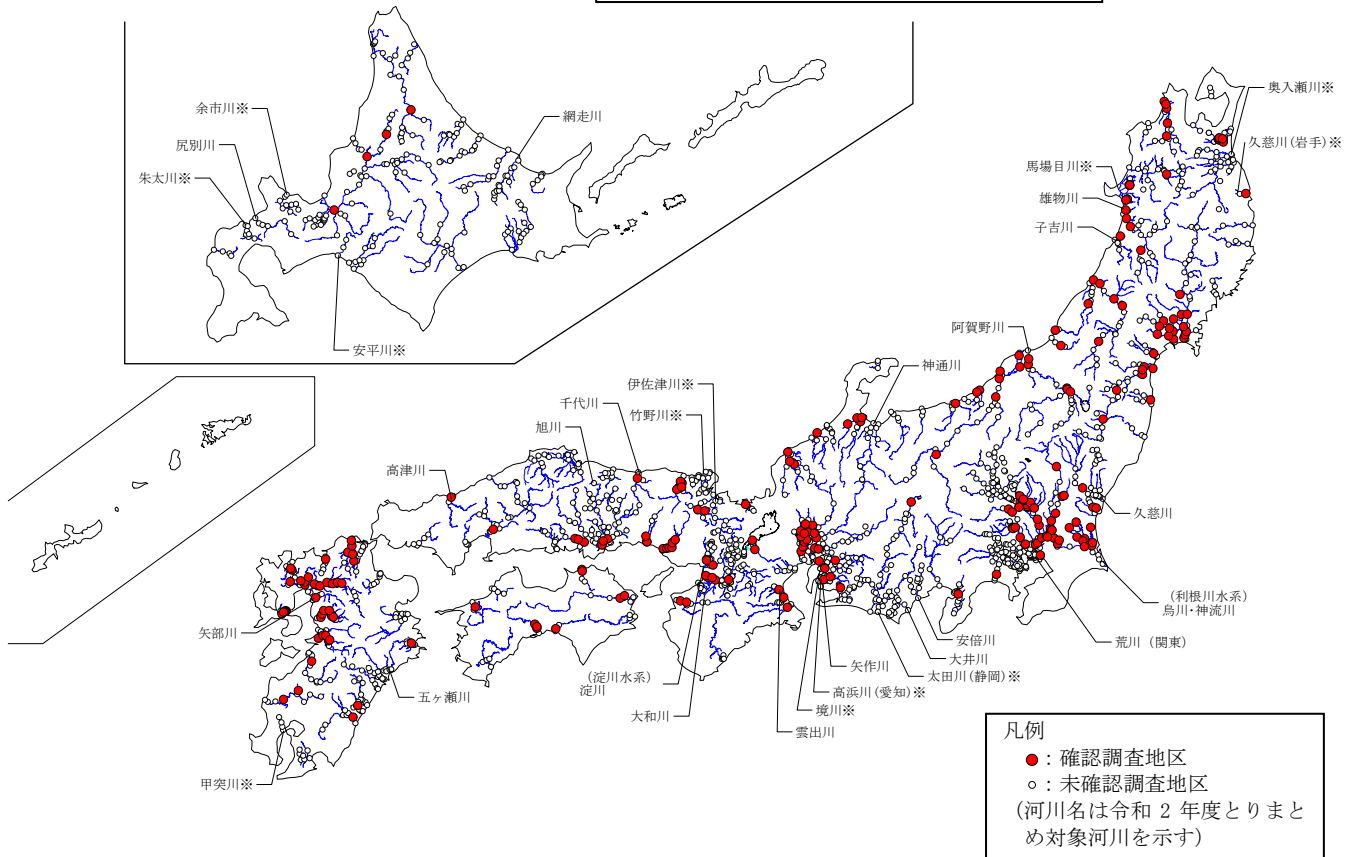 余市川※
尻別川
朱太川※
網走川
安平川※
奥入瀬川※
久慈川(岩手)※
馬場目川※
雄物川
子吉川
阿賀野川
神通川
伊佐津川※
千代川
竹野川※
旭川
高津川
久慈川
(利根川水系)
烏川・神流川
荒川 (関東)
安倍川
大井川
太田川(静岡)※
矢作川
高浜川(愛知)※
境川※
雲出川
(淀川水系)
淀川
大和川
矢部川
五ヶ瀬川
甲突川※
凡例
●：確認調査地区
○：未確認調査地区
(河川名は令和 2 年度とりまと
め対象河川を示す)